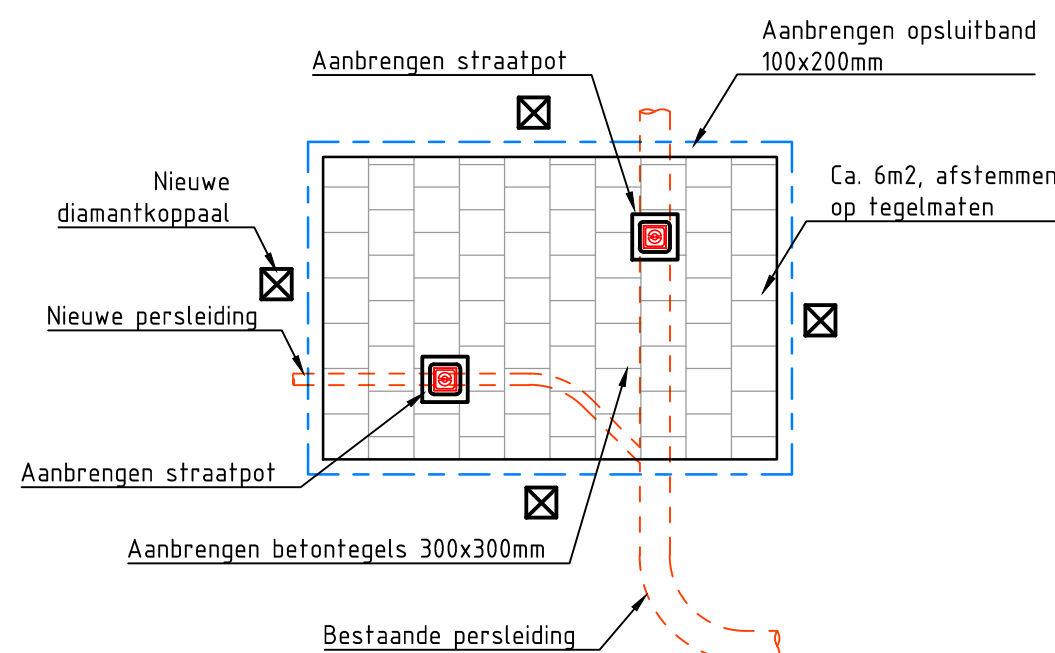 Aanbrengen opsluitband
100x200mm
Aanbrengen straatpot
Ca. 6m2, afstemmen
op tegelmaten
Nieuwe
diamantkoppaal
Nieuwe persleiding
Aanbrengen straatpot
Aanbrengen betontegels 300x300mm
Bestaande persleiding